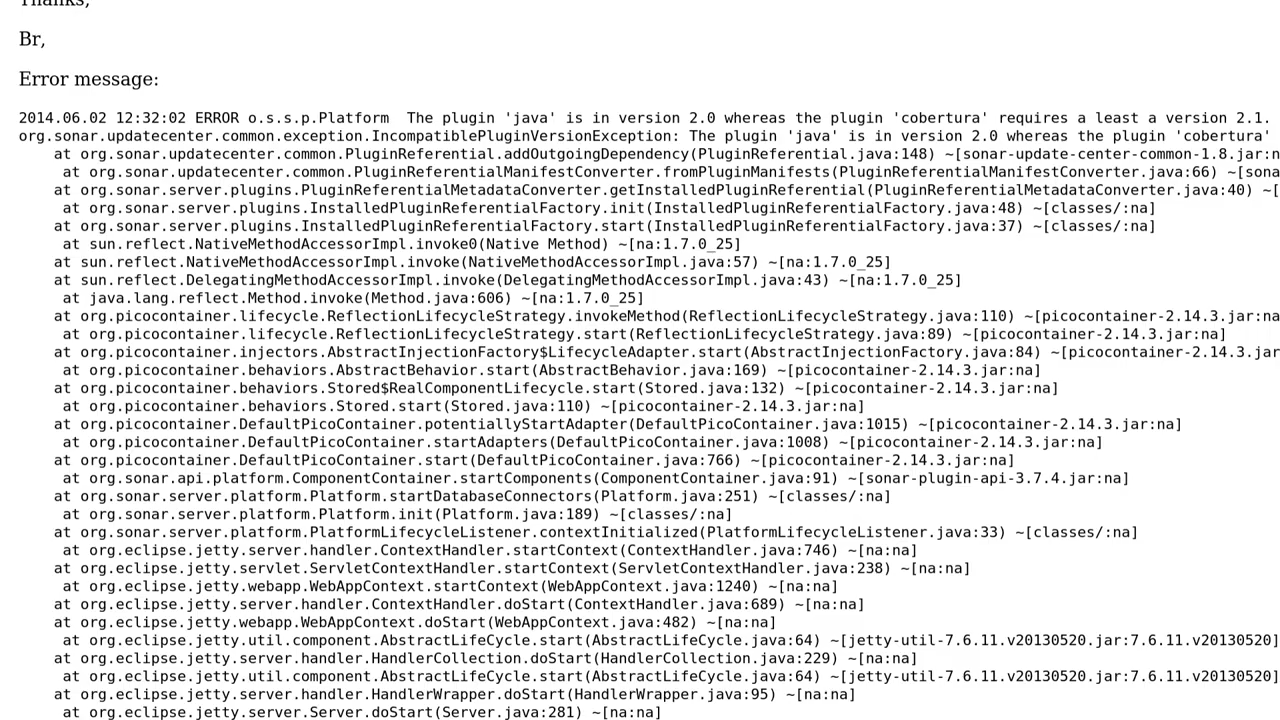 Thanks,
Br,
Error message:
2014.06.02 12:32:02 ERROR o.s.s.p.Platform  The plugin 'java' is in version 2.0 whereas the plugin 'cobertura' requires a least a version 2.1.
org.sonar.updatecenter.common.exception.IncompatiblePluginVersionException: The plugin 'java' is in version 2.0 whereas the plugin 'cobertura'
at org.sonar.updatecenter.common.PluginReferential.addOutgoingDependency(PluginReferential.java:148) ~[sonar-update-center-common-1.8.jar:n
at org.sonar.updatecenter.common.PluginReferentialManifestConverter.fromPluginManifests(PluginReferentialManifestConverter.java:66) ~[sona
at org.sonar.server.plugins.PluginReferentialMetadataConverter.getInstalledPluginReferential(PluginReferentialMetadataConverter.java:40) ~[
at org.sonar.server.plugins.InstalledPluginReferentialFactory.init(InstalledPluginReferentialFactory.java:48) ~[classes/:na]
at org.sonar.server.plugins.InstalledPluginReferentialFactory.start(InstalledPluginReferentialFactory.java:37) ~[classes/:na]
at sun.reflect.NativeMethodAccessorImpl.invoke0(Native Method) ~[na:1.7.0_25]
at sun.reflect.NativeMethodAccessorImpl.invoke(NativeMethodAccessorImpl.java:57) ~[na:1.7.0_25]
at sun.reflect.DelegatingMethodAccessorImpl.invoke(DelegatingMethodAccessorImpl.java:43) ~[na:1.7.0_25]
at java.lang.reflect.Method.invoke(Method.java:606) ~[na:1.7.0_25]
at org.picocontainer.lifecycle.ReflectionLifecycleStrategy.invokeMethod(ReflectionLifecycleStrategy.java:110) ~[picocontainer-2.14.3.jar:na
at org.picocontainer.lifecycle.ReflectionLifecycleStrategy.start(ReflectionLifecycleStrategy.java:89) ~[picocontainer-2.14.3.jar:na]
at org.picocontainer.injectors.AbstractInjectionFactory$LifecycleAdapter.start(AbstractInjectionFactory.java:84) ~[picocontainer-2.14.3.jar
at org.picocontainer.behaviors.AbstractBehavior.start(AbstractBehavior.java:169) ~[picocontainer-2.14.3.jar:na]
at org.picocontainer.behaviors.Stored$RealComponentLifecycle.start(Stored.java:132) ~[picocontainer-2.14.3.jar:na]
at org.picocontainer.behaviors.Stored.start(Stored.java:110) ~[picocontainer-2.14.3.jar:na]
at org.picocontainer.DefaultPicoContainer.potentiallyStartAdapter(DefaultPicoContainer.java:1015) ~[picocontainer-2.14.3.jar:na]
at org.picocontainer.DefaultPicoContainer.startAdapters(DefaultPicoContainer.java:1008) ~[picocontainer-2.14.3.jar:na]
at org.picocontainer.DefaultPicoContainer.start(DefaultPicoContainer.java:766) ~[picocontainer-2.14.3.jar:na]
at org.sonar.api.platform.ComponentContainer.startComponents(ComponentContainer.java:91) ~[sonar-plugin-api-3.7.4.jar:na]
at org.sonar.server.platform.Platform.startDatabaseConnectors(Platform.java:251) ~[classes/:na]
at org.sonar.server.platform.Platform.init(Platform.java:189) ~[classes/:na]
at org.sonar.server.platform.PlatformLifecycleListener.contextInitialized(PlatformLifecycleListener.java:33) ~[classes/:na]
at org.eclipse.jetty.server.handler.ContextHandler.startContext(ContextHandler.java:746) ~[na:na]
at org.eclipse.jetty.servlet.ServletContextHandler.startContext(ServletContextHandler.java:238) ~[na:na]
at org.eclipse.jetty.webapp.WebAppContext.startContext(WebAppContext.java:1240) ~[na:na]
at org.eclipse.jetty.server.handler.ContextHandler.doStart(ContextHandler.java:689) ~[na:na]
at org.eclipse.jetty.webapp.WebAppContext.doStart(WebAppContext.java:482) ~[na:na]
at org.eclipse.jetty.util.component.AbstractLifeCycle.start(AbstractLifeCycle.java:64) ~[jetty-util-7.6.11.v20130520.jar:7.6.11.v20130520]
at org.eclipse.jetty.server.handler.HandlerCollection.doStart(HandlerCollection.java:229) ~[na:na]
at org.eclipse.jetty.util.component.AbstractLifeCycle.start(AbstractLifeCycle.java:64) ~[jetty-util-7.6.11.v20130520.jar:7.6.11.v20130520]
at org.eclipse.jetty.server.handler.HandlerWrapper.doStart(HandlerWrapper.java:95) ~[na:na]
at org.eclipse.jetty.server.Server.doStart(Server.java:281) ~[na:na]